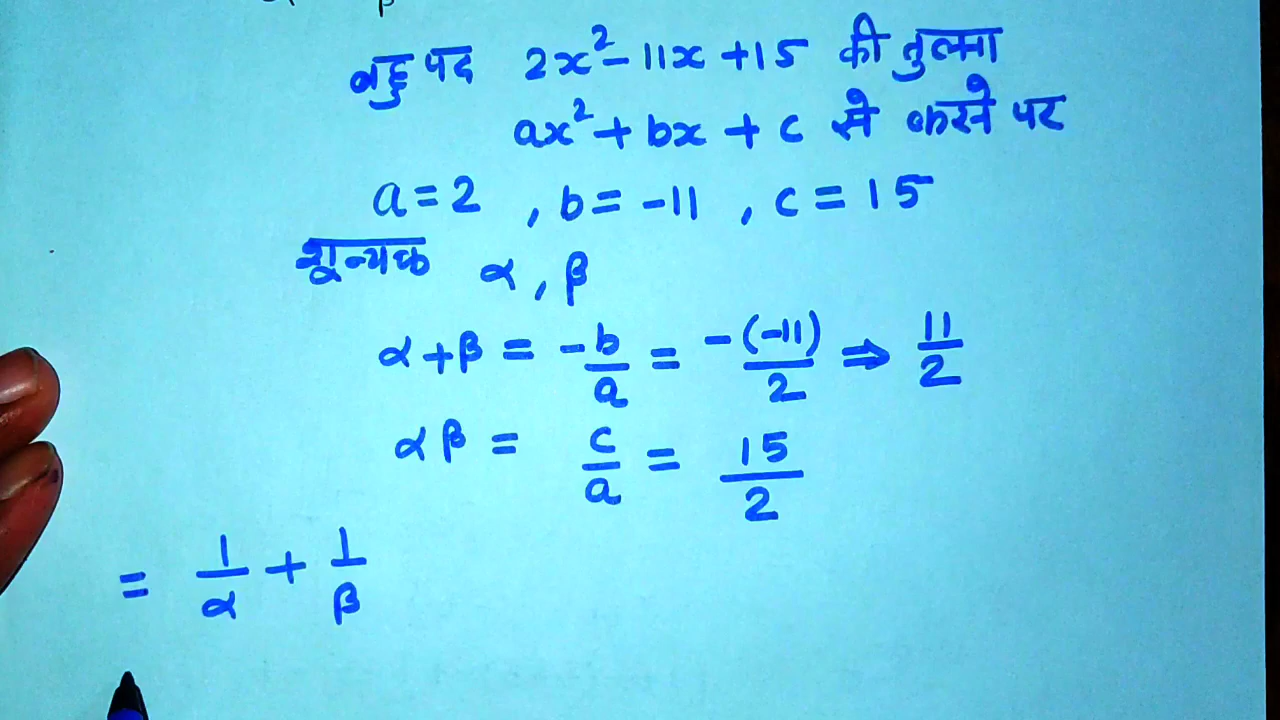 β
बहुपद 2x² - 11x + 15 की तुलना
ax² + bx + c से करने पर
a = 2 , b = -11 , c = 15
शून्यक α , β
α + β = -b/a = -(-11)/2 ⇒ 11/2
αβ = c/a = 15/2
= 1/α + 1/β